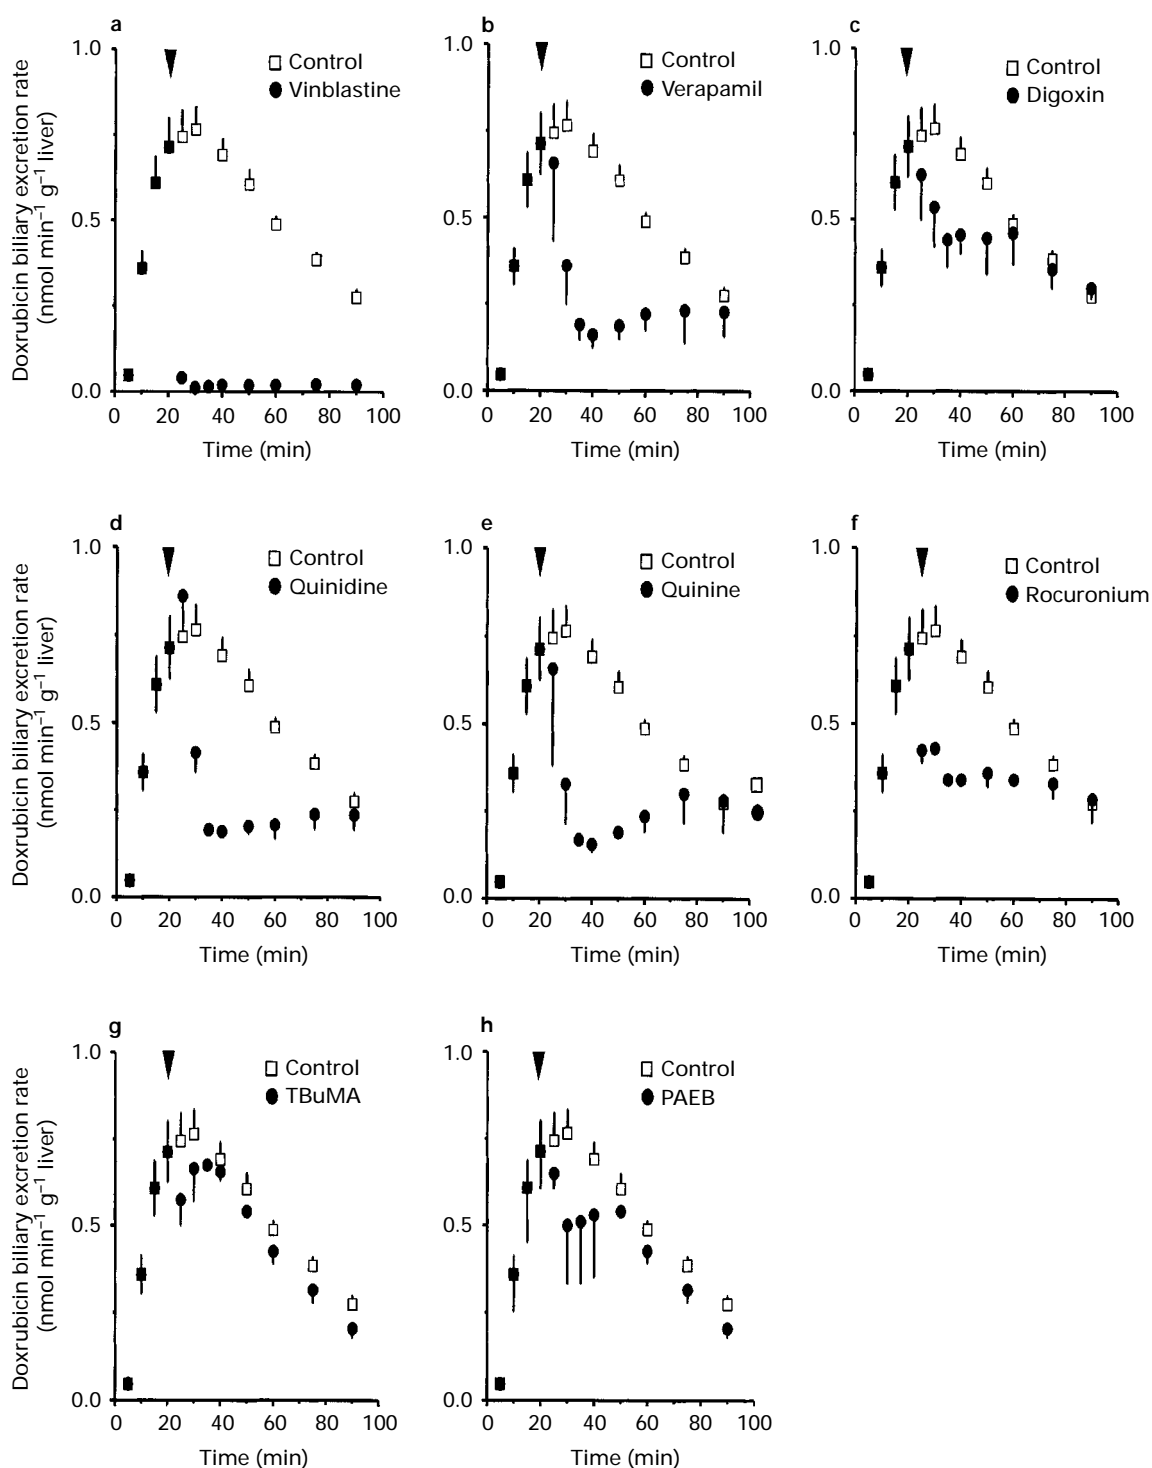 a
Doxrubicin biliary excretion rate
(nmol min⁻¹ g⁻¹ liver)
1.0
0.5
0.0
Control
Vinblastine
0 20 40 60 80 100
Time (min)
b
1.0
0.5
0.0
Control
Verapamil
0 20 40 60 80 100
Time (min)
c
1.0
0.5
0.0
Control
Digoxin
0 20 40 60 80 100
Time (min)
d
Doxrubicin biliary excretion rate
(nmol min⁻¹ g⁻¹ liver)
1.0
0.5
0.0
Control
Quinidine
0 20 40 60 80 100
Time (min)
e
1.0
0.5
0.0
Control
Quinine
0 20 40 60 80 100
Time (min)
f
1.0
0.5
0.0
Control
Rocuronium
0 20 40 60 80 100
Time (min)
g
Doxrubicin biliary excretion rate
(nmol min⁻¹ g⁻¹ liver)
1.0
0.5
0.0
Control
TBuMA
0 20 40 60 80 100
Time (min)
h
1.0
0.5
0.0
Control
PAEB
0 20 40 60 80 100
Time (min)